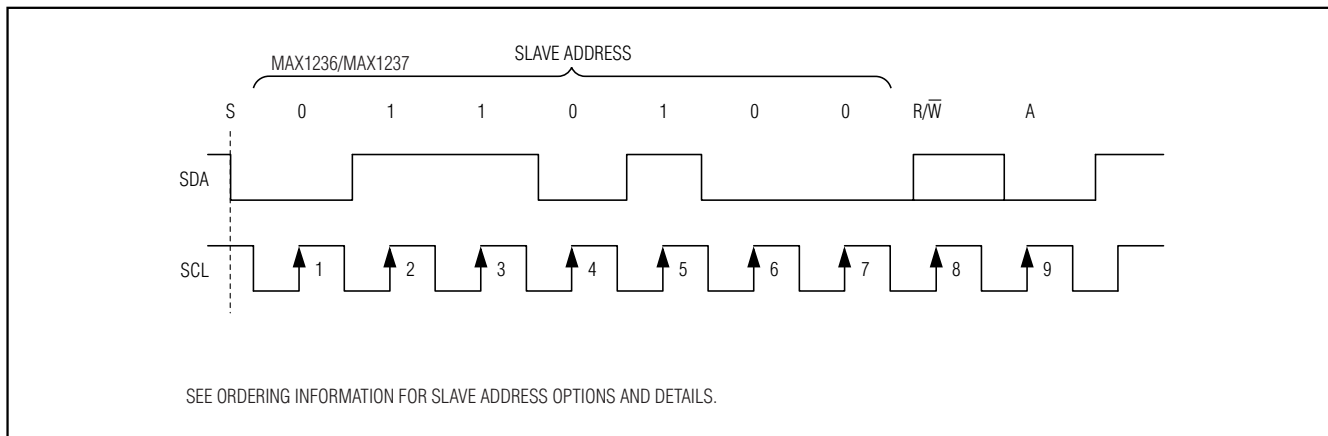 SLAVE ADDRESS
MAX1236/MAX1237
S 0 1 1 0 1 0 0 R/W̅ A
SDA
SCL 1 2 3 4 5 6 7 8 9
SEE ORDERING INFORMATION FOR SLAVE ADDRESS OPTIONS AND DETAILS.